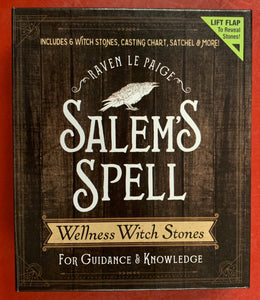 LIFT FLAP
To Reveal
Stones!
INCLUDES 6 WITCH STONES, CASTING CHART, SATCHEL & MORE!
RAVEN LE PAIGE
SALEM'S
SPELL
Wellness Witch Stones
FOR GUIDANCE & KNOWLEDGE